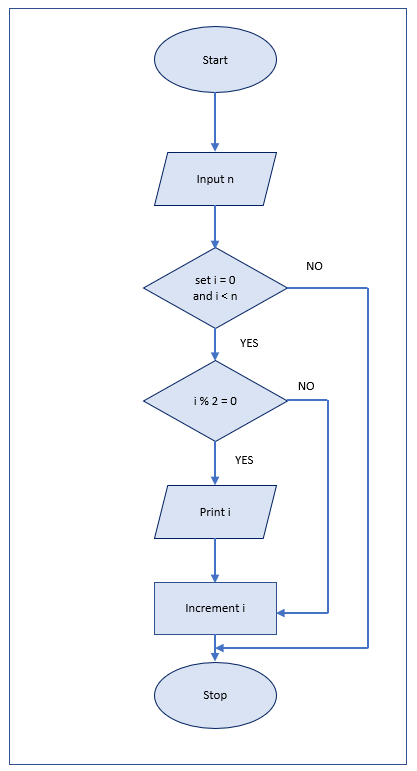 Start
Input n
NO
set i = 0
and i < n
YES
NO
i % 2 = 0
YES
Print i
Increment i
Stop